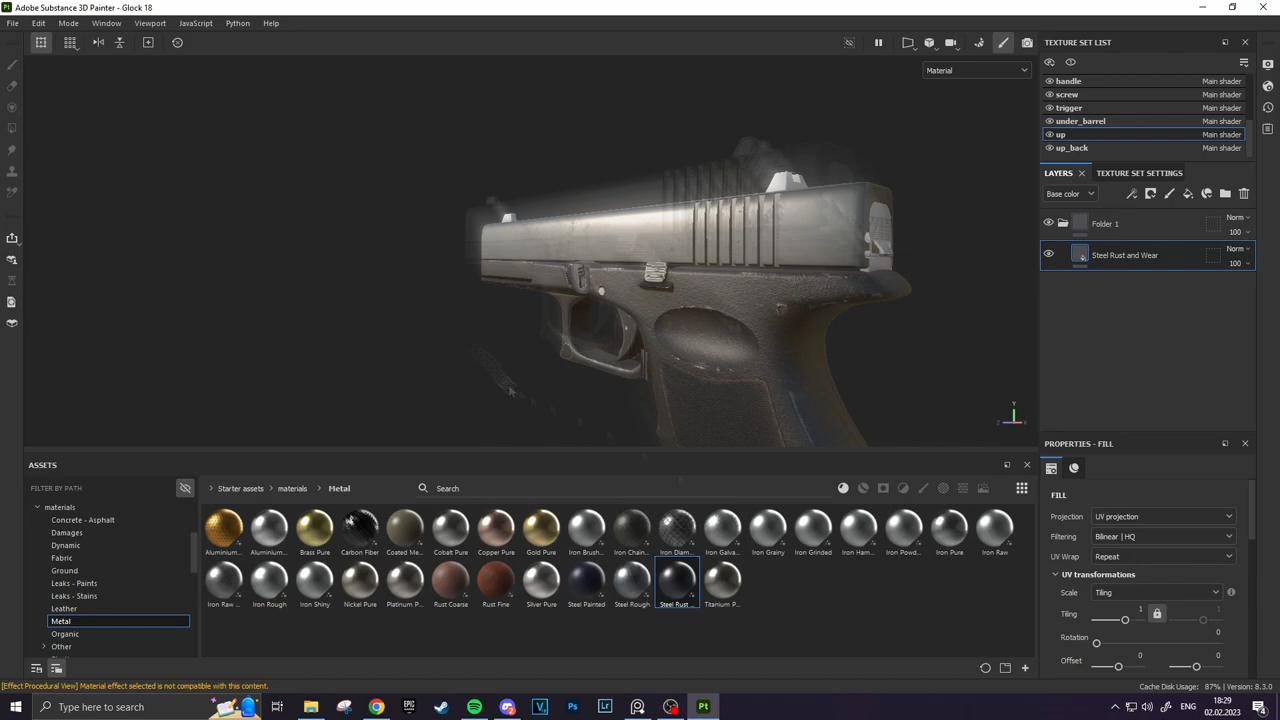 Adobe Substance 3D Painter - Glock 18
File Edit Mode Window Viewport JavaScript Python Help
Material
TEXTURE SET LIST
handle Main shader
screw Main shader
trigger Main shader
under_barrel Main shader
up Main shader
up_back Main shader
LAYERS TEXTURE SET SETTINGS
Base color
Folder 1 Norm 100
Steel Rust and Wear Norm 100
Y
PROPERTIES - FILL
FILL
Projection UV projection
Filtering Bilinear | HQ
UV Wrap Repeat
UV transformations
Scale Tiling
Tiling 1 1
Rotation 0
Offset 0 0
ASSETS
FILTER BY PATH
Starter assets > materials > Metal
Search
materials
Concrete - Asphalt
Damages
Dynamic
Fabric
Ground
Leaks - Paints
Leaks - Stains
Leather
Metal
Organic
Other
Aluminium... Aluminium... Brass Pure Carbon Fiber Coated Me... Cobalt Pure Copper Pure Gold Pure Iron Brush... Iron Chain... Iron Diam... Iron Galva... Iron Grainy Iron Grinded Iron Ham... Iron Powd... Iron Pure Iron Raw
Iron Raw ... Iron Rough Iron Shiny Nickel Pure Platinum P... Rust Coarse Rust Fine Silver Pure Steel Painted Steel Rough Steel Rust ... Titanium P...
[Effect Procedural View] Material effect selected is not compatible with this content.
Cache Disk Usage: 87% | Version: 8.3.0
Type here to search
ENG
18:29
02.02.2023